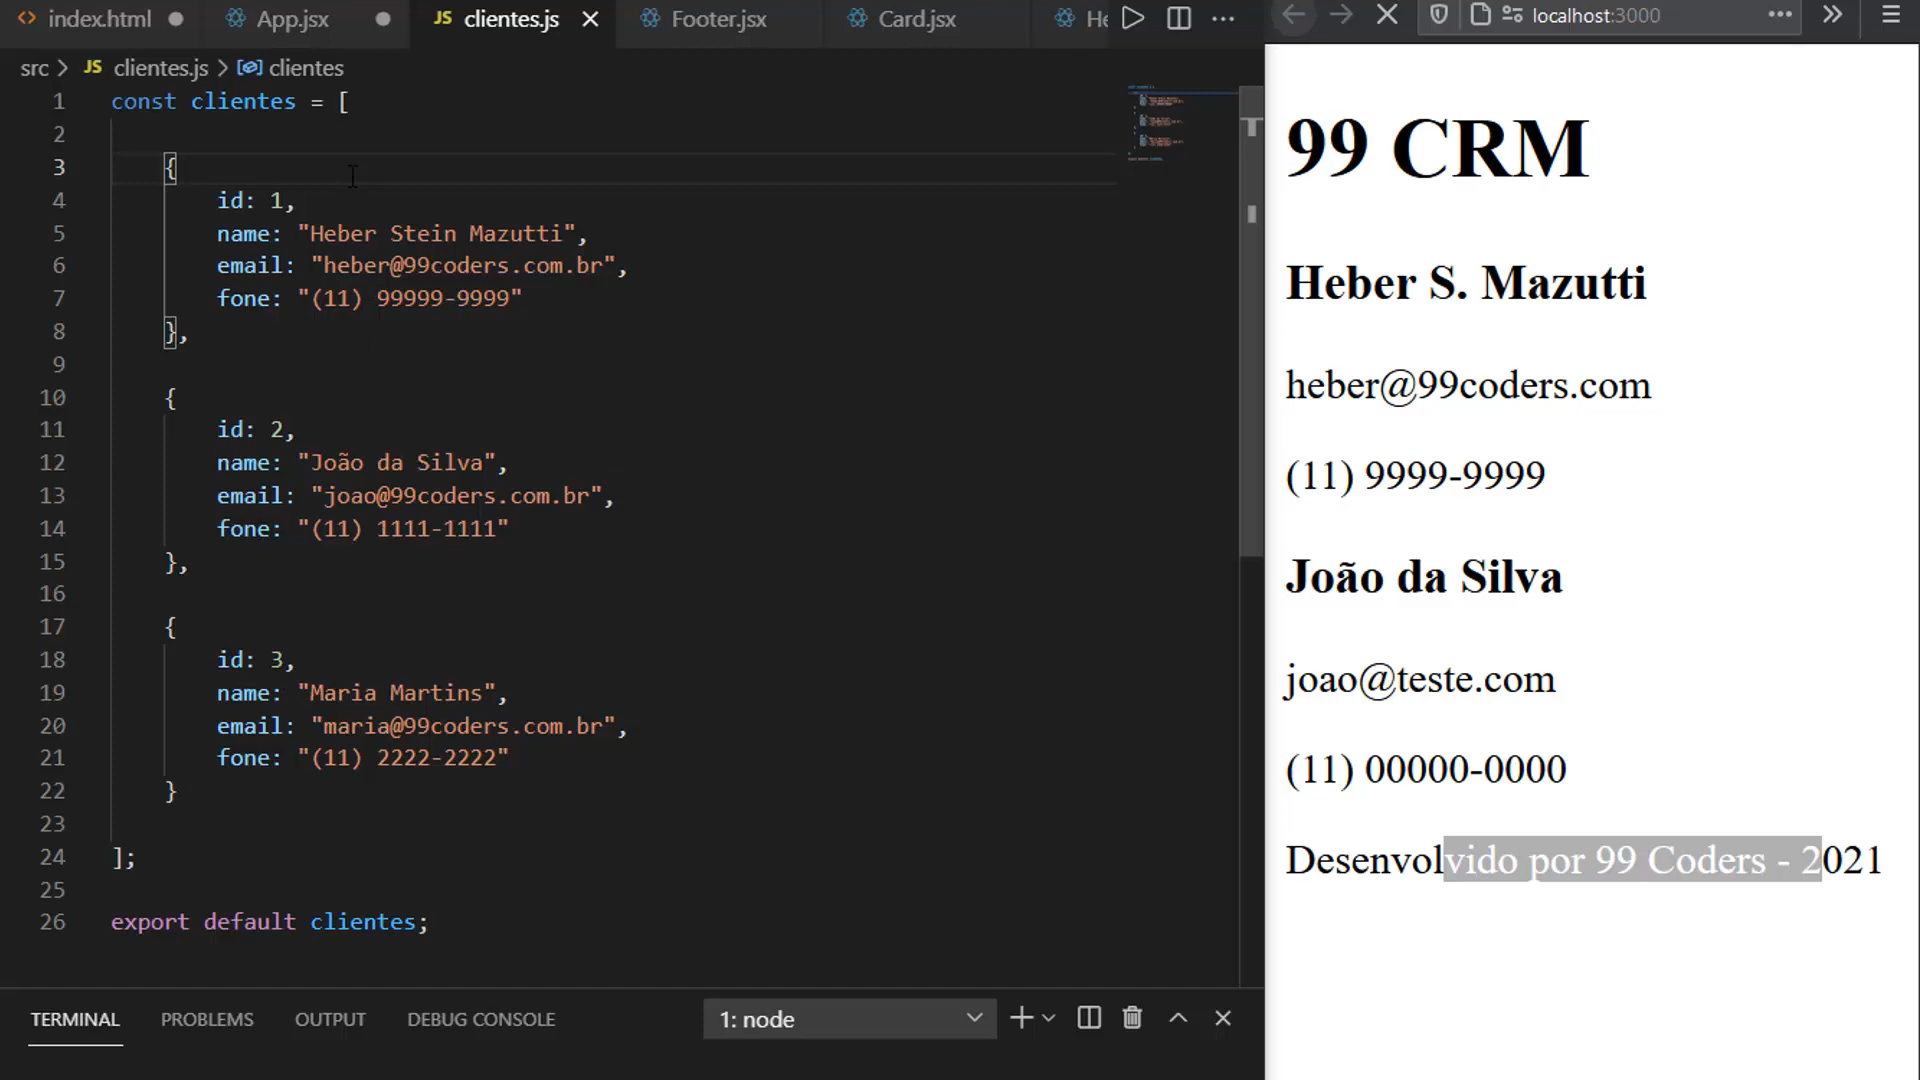 index.html
App.jsx
JS clientes.js
Footer.jsx
Card.jsx
He
src > JS clientes.js > clientes
1 const clientes = [
2
3 {
4 id: 1,
5 name: "Heber Stein Mazutti",
6 email: "heber@99coders.com.br",
7 fone: "(11) 99999-9999"
8 },
9
10 {
11 id: 2,
12 name: "João da Silva",
13 email: "joao@99coders.com.br",
14 fone: "(11) 1111-1111"
15 },
16
17 {
18 id: 3,
19 name: "Maria Martins",
20 email: "maria@99coders.com.br",
21 fone: "(11) 2222-2222"
22 }
23
24 ];
25
26 export default clientes;
TERMINAL
PROBLEMS
OUTPUT
DEBUG CONSOLE
1: node
localhost:3000
99 CRM
Heber S. Mazutti
heber@99coders.com
(11) 9999-9999
João da Silva
joao@teste.com
(11) 00000-0000
Desenvolvido por 99 Coders - 2021